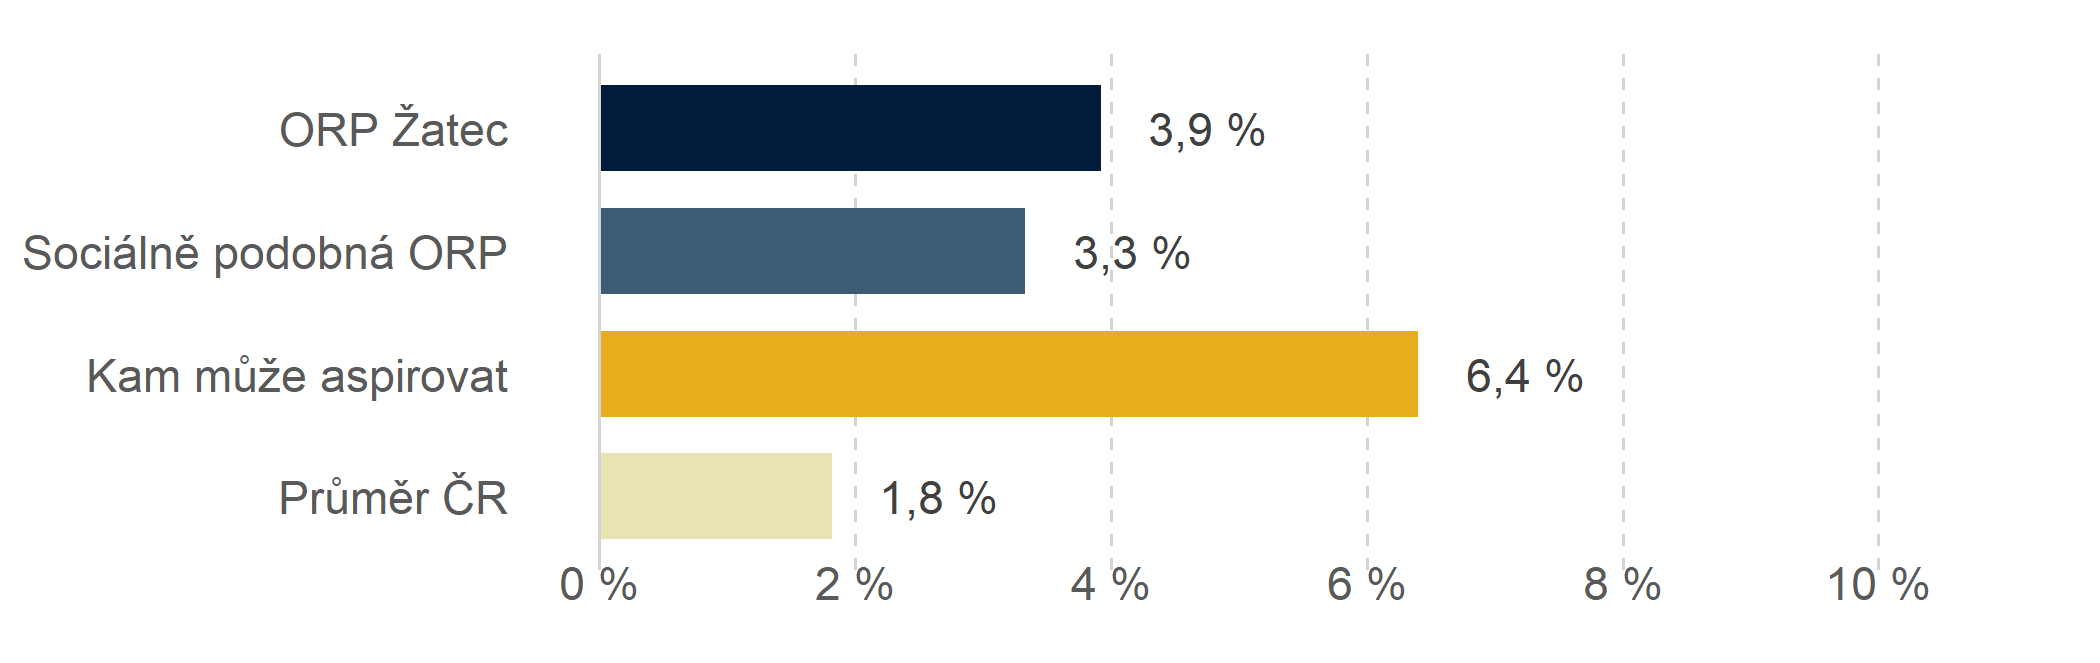 ORP Žatec
3,9 %
Sociálně podobná ORP
3,3 %
Kam může aspirovat
6,4 %
Průměr ČR
1,8 %
0 % 2 % 4 % 6 % 8 % 10 %